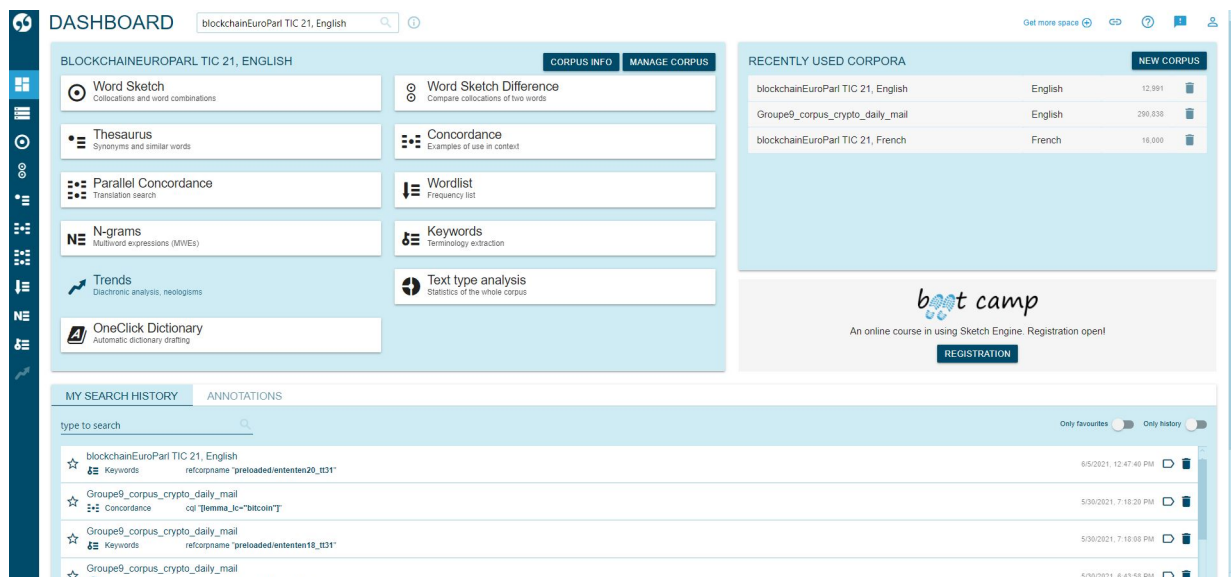 DASHBOARD
blockchainEuroParl TIC 21, English
Get more space
BLOCKCHAINEUROPARL TIC 21, ENGLISH
CORPUS INFO
MANAGE CORPUS
Word Sketch
Collocations and word combinations
Word Sketch Difference
Compare collocations of two words
Thesaurus
Synonyms and similar words
Concordance
Examples of use in context
Parallel Concordance
Translation search
Wordlist
Frequency list
N-grams
Multiword expressions (MWEs)
Keywords
Terminology extraction
Trends
Diachronic analysis, neologisms
Text type analysis
Statistics of the whole corpus
OneClick Dictionary
Automatic dictionary drafting
RECENTLY USED CORPORA
NEW CORPUS
blockchainEuroParl TIC 21, English English 12,991
Groupe9_corpus_crypto_daily_mail English 290,838
blockchainEuroParl TIC 21, French French 16,000
boot camp
An online course in using Sketch Engine. Registration open!
REGISTRATION
MY SEARCH HISTORY
ANNOTATIONS
type to search
Only favourites
Only history
blockchainEuroParl TIC 21, English
Keywords refcorpname "preloaded/ententen20_tt31" 6/5/2021, 12:47:40 PM
Groupe9_corpus_crypto_daily_mail
Concordance cql "[lemma_lc="bitcoin"]" 5/30/2021, 7:18:20 PM
Groupe9_corpus_crypto_daily_mail
Keywords refcorpname "preloaded/ententen18_tt31" 5/30/2021, 7:18:08 PM
Groupe9_corpus_crypto_daily_mail
5/30/2021, 6:43:58 PM